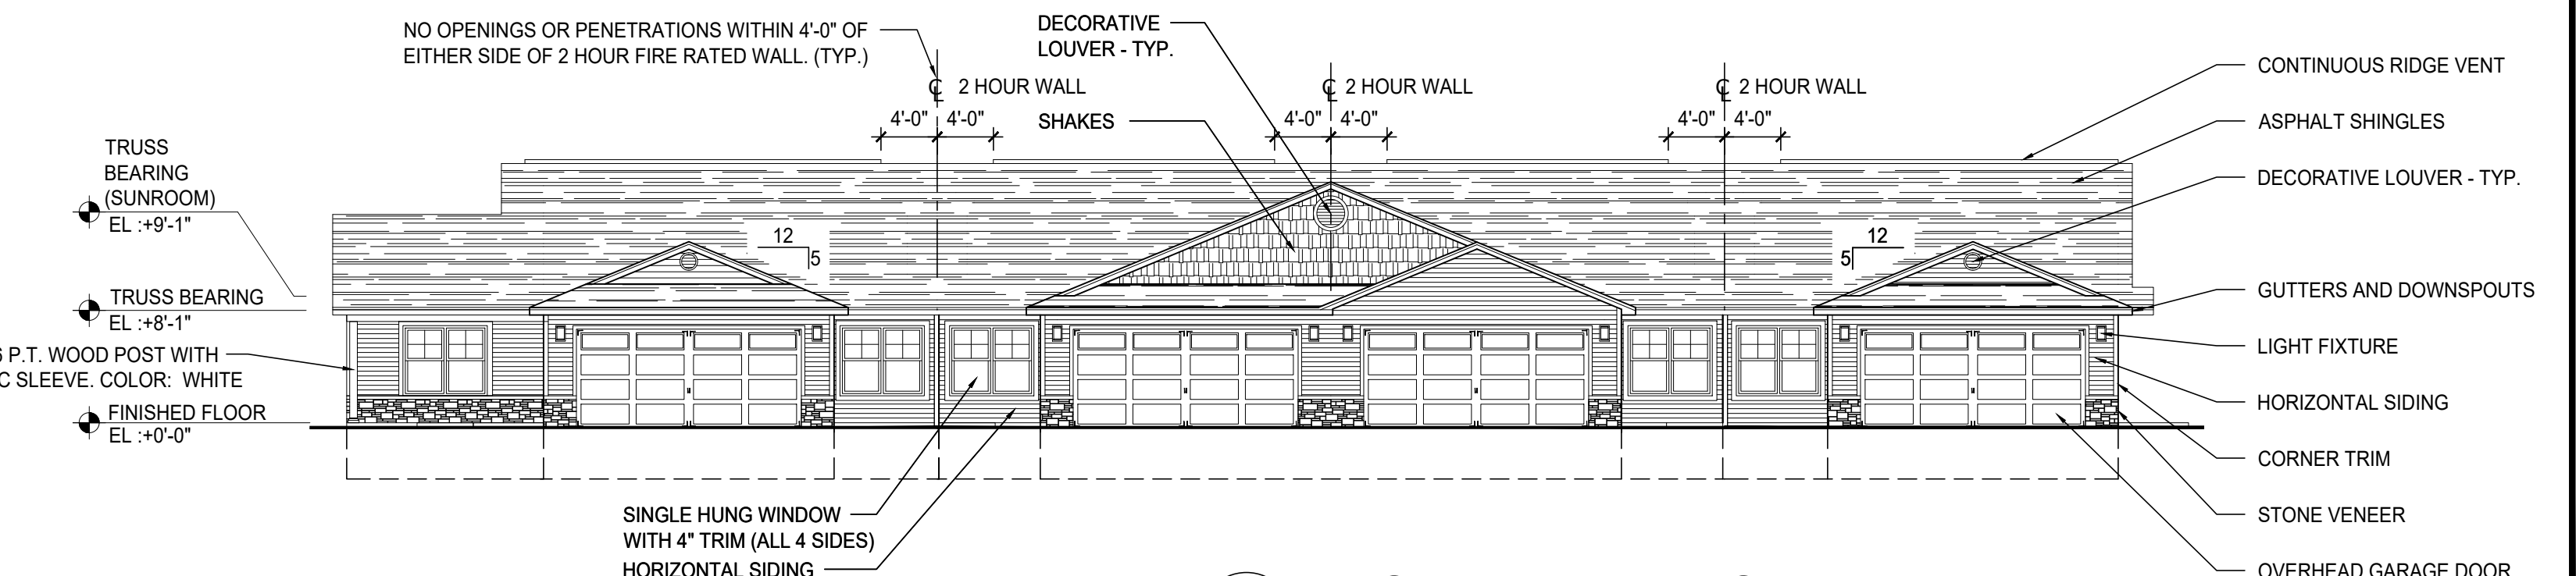 NO OPENINGS OR PENETRATIONS WITHIN 4'-0" OF
EITHER SIDE OF 2 HOUR FIRE RATED WALL. (TYP.)
DECORATIVE
LOUVER - TYP.
SHAKES
℄ 2 HOUR WALL
℄ 2 HOUR WALL
℄ 2 HOUR WALL
4'-0" 4'-0"
4'-0" 4'-0"
4'-0" 4'-0"
TRUSS
BEARING
(SUNROOM)
EL :+9'-1"
TRUSS BEARING
EL :+8'-1"
6 P.T. WOOD POST WITH
C SLEEVE. COLOR: WHITE
FINISHED FLOOR
EL :+0'-0"
12
5
12
5
CONTINUOUS RIDGE VENT
ASPHALT SHINGLES
DECORATIVE LOUVER - TYP.
GUTTERS AND DOWNSPOUTS
LIGHT FIXTURE
HORIZONTAL SIDING
CORNER TRIM
STONE VENEER
OVERHEAD GARAGE DOOR
SINGLE HUNG WINDOW
WITH 4" TRIM (ALL 4 SIDES)
HORIZONTAL SIDING